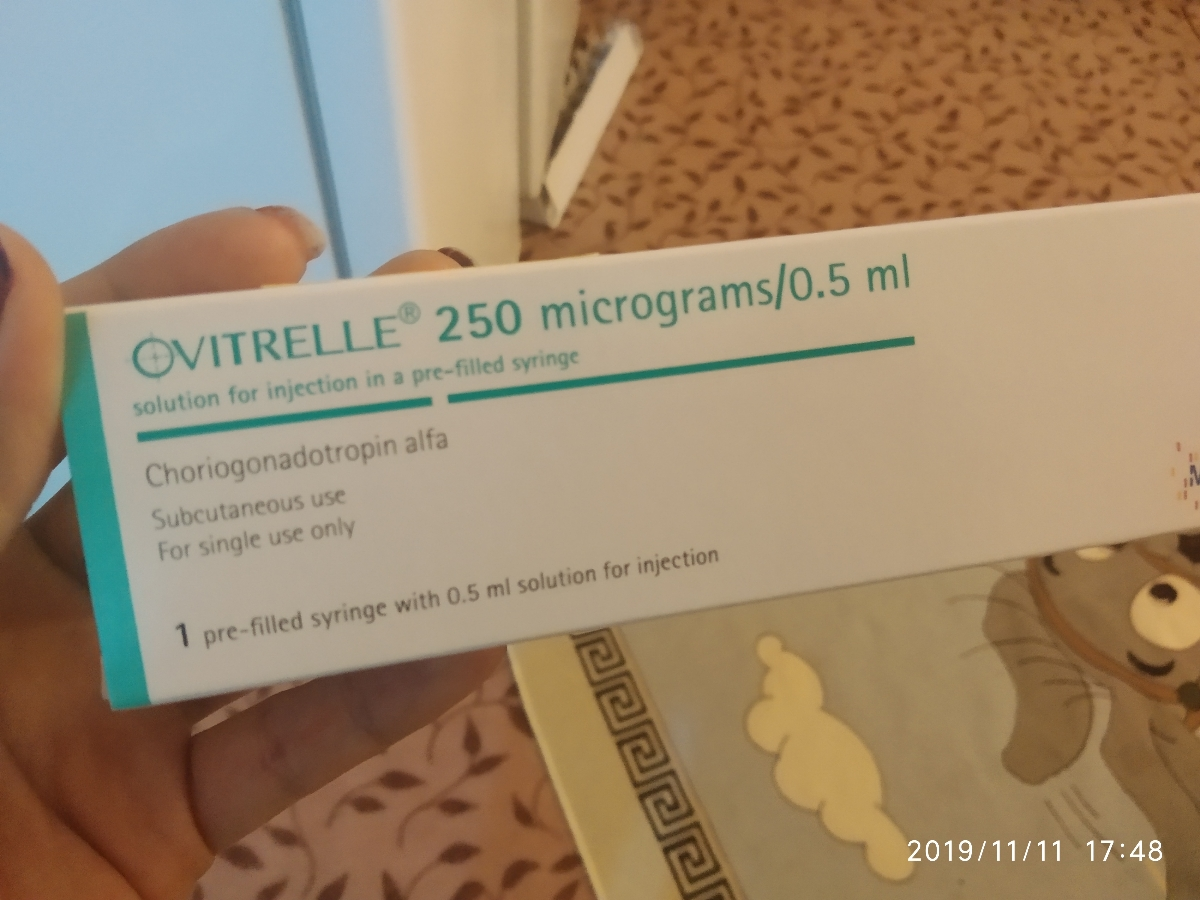 OVITRELLE® 250 micrograms/0.5 ml
solution for injection in a pre-filled syringe
Choriogonadotropin alfa
Subcutaneous use
For single use only
1 pre-filled syringe with 0.5 ml solution for injection
2019/11/11 17:48